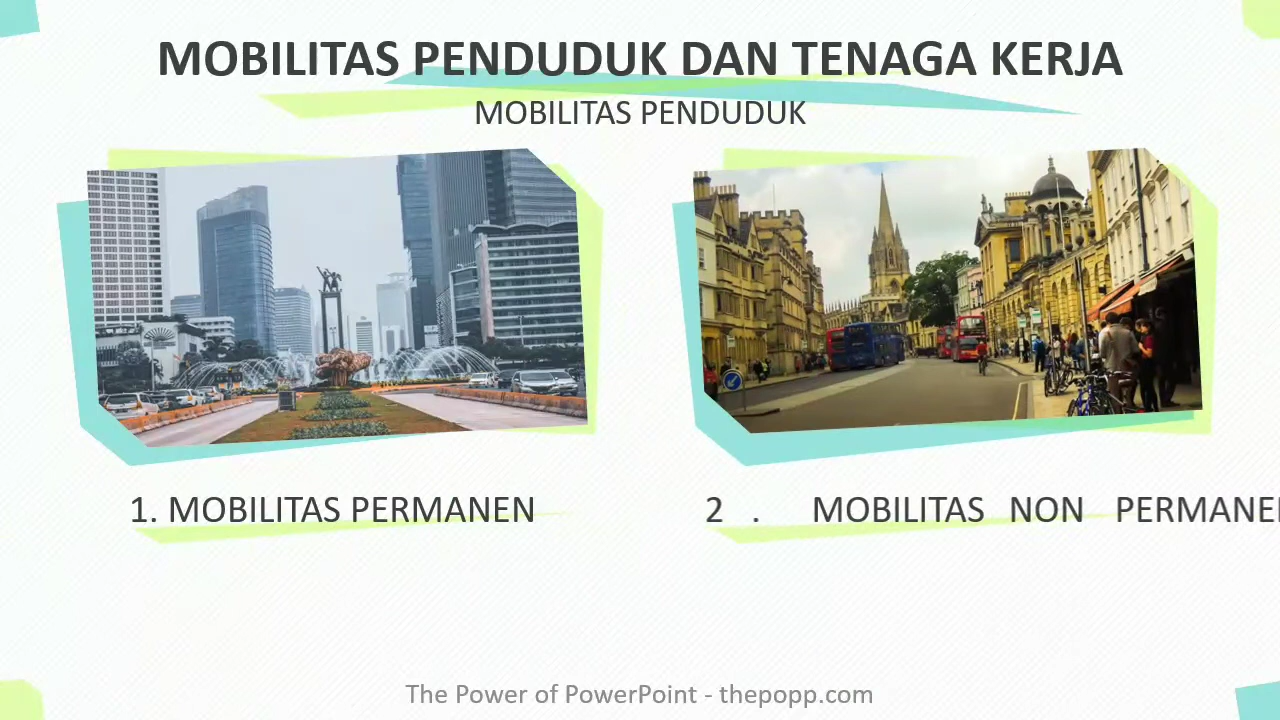 MOBILITAS PENDUDUK DAN TENAGA KERJA
MOBILITAS PENDUDUK
1. MOBILITAS PERMANEN
2 . MOBILITAS NON PERMANE
The Power of PowerPoint - thepopp.com